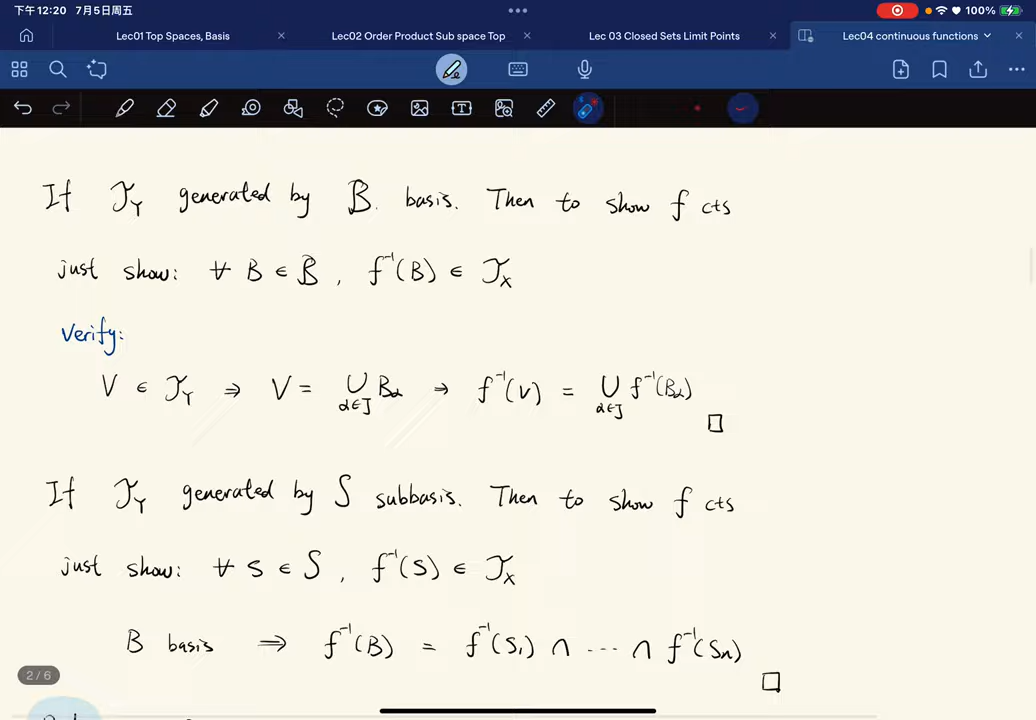 下午12:20 7月5日周五
100%
Lec01 Top Spaces, Basis
Lec02 Order Product Sub space Top
Lec 03 Closed Sets Limit Points
Lec04 continuous functions
If 𝒯_Y generated by ℬ. basis. Then to show f cts
just show: ∀ B ∈ ℬ, f⁻¹(B) ∈ 𝒯_X
Verify:
V ∈ 𝒯_Y ⇒ V = ⋃_{α∈J} B_α ⇒ f⁻¹(V) = ⋃_{α∈J} f⁻¹(B_α) □
If 𝒯_Y generated by S subbasis. Then to show f cts
just show: ∀ s ∈ S, f⁻¹(s) ∈ 𝒯_X
B basis ⇒ f⁻¹(B) = f⁻¹(S₁) ∩ ··· ∩ f⁻¹(Sₙ) □
2 / 6